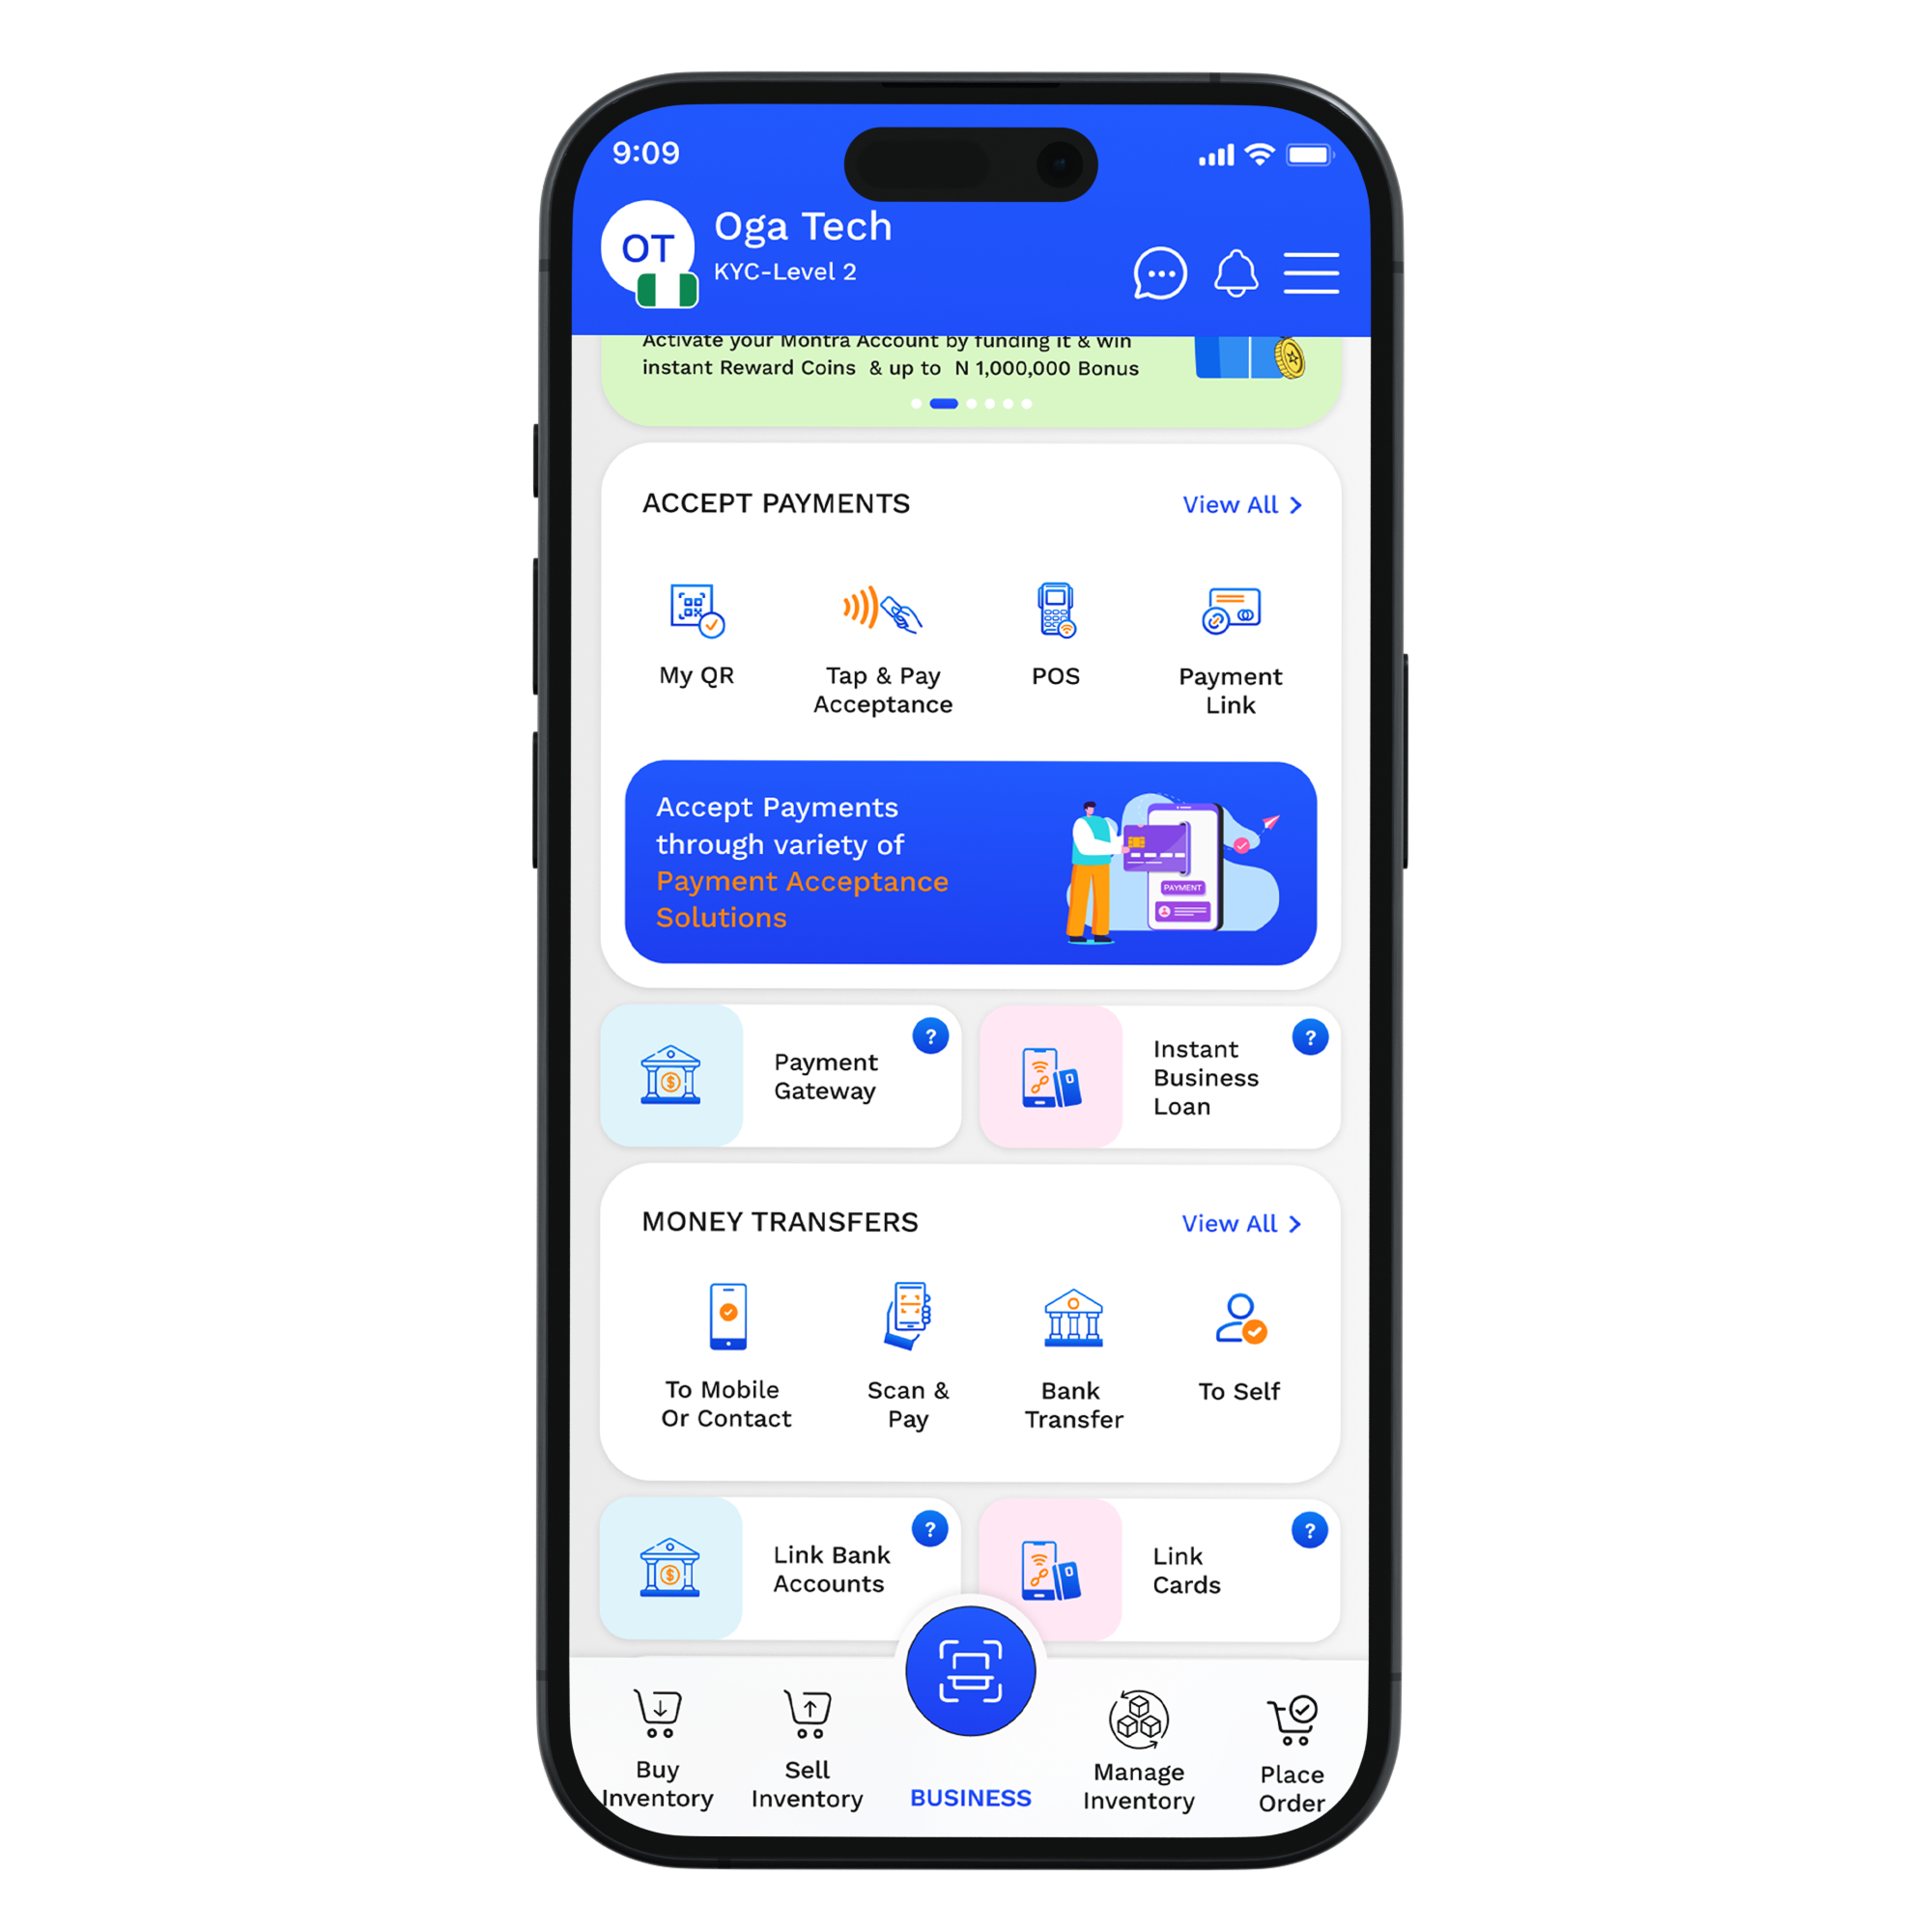 9:09
OT
Oga Tech
KYC-Level 2
Activate your Montra Account by funding it & win
instant Reward Coins & up to N 1,000,000 Bonus
ACCEPT PAYMENTS
View All >
My QR
Tap & Pay
Acceptance
POS
Payment
Link
Accept Payments
through variety of
Payment Acceptance
Solutions
PAYMENT
Payment
Gateway
?
Instant
Business
Loan
?
MONEY TRANSFERS
View All >
To Mobile
Or Contact
Scan &
Pay
Bank
Transfer
To Self
Link Bank
Accounts
?
Link
Cards
?
Buy
Inventory
Sell
Inventory
BUSINESS
Manage
Inventory
Place
Order